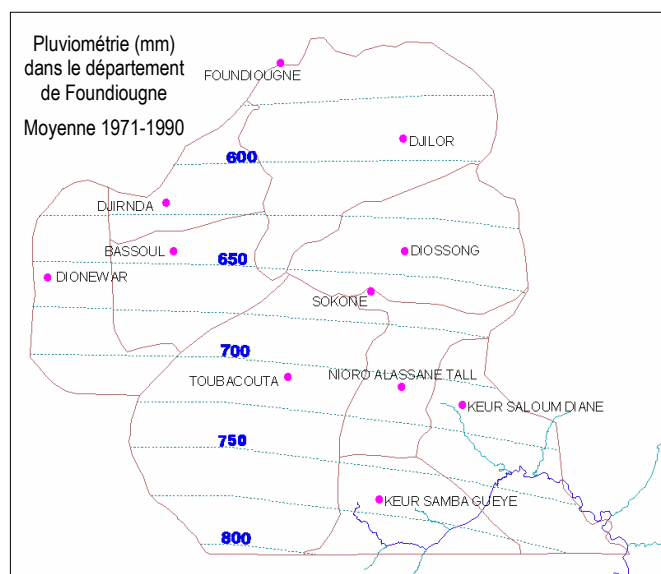 Pluviométrie (mm)
dans le département
de Foundiougne
Moyenne 1971-1990
FOUNDIOUGNE
DJILOR
600
DJIRNDA
BASSOUL
650
DIOSSONG
DIONEWAR
SOKONE
700
TOUBACOUTA
NIORO ALASSANE TALL
KEUR SALOUM DIANE
750
KEUR SAMBA GUEYE
800